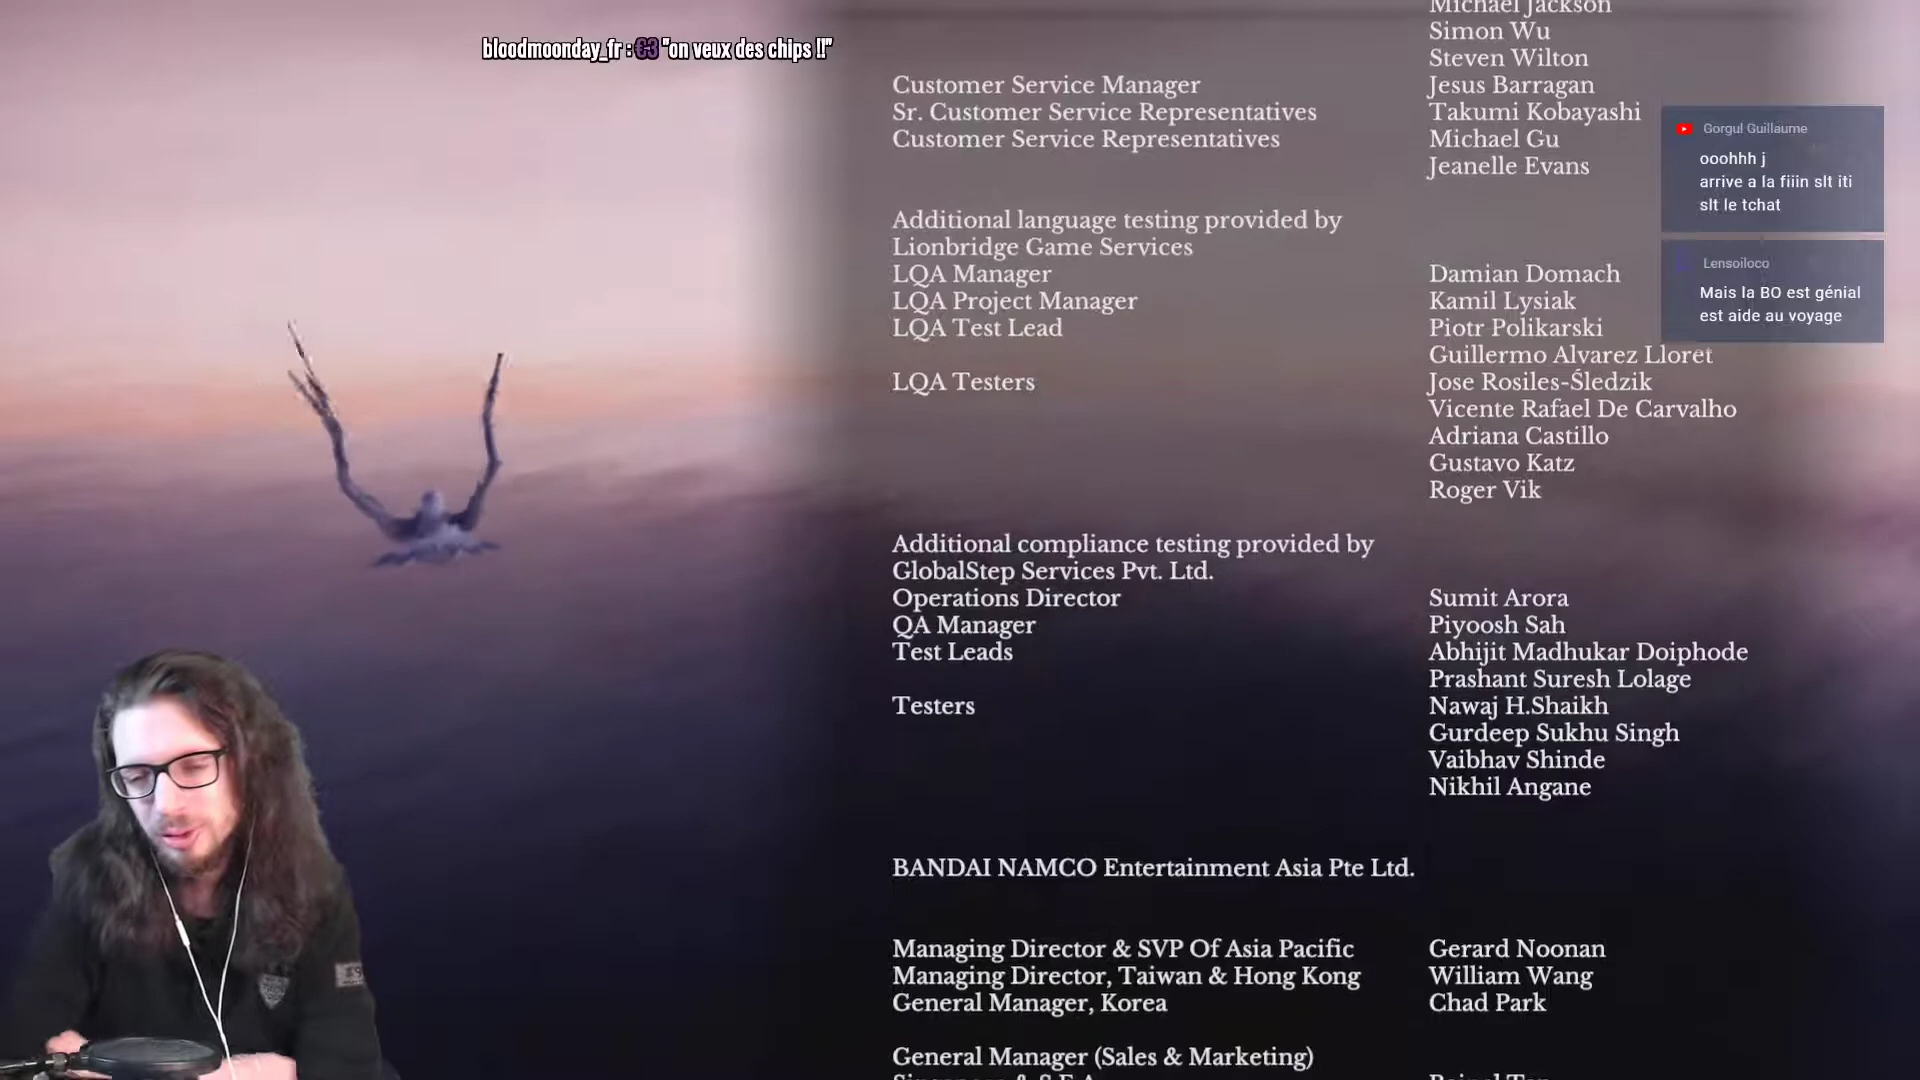 Michael Jackson
bloodmoonday_fr : €3 "on veux des chips !!"
Simon Wu
Steven Wilton
Customer Service Manager Jesus Barragan
Sr. Customer Service Representatives Takumi Kobayashi
Customer Service Representatives Michael Gu
Jeanelle Evans
Gorgul Guillaume
ooohhh j
arrive a la fiiin slt iti
slt le tchat
Additional language testing provided by
Lionbridge Game Services
LQA Manager Damian Domach
LQA Project Manager Kamil Lysiak
LQA Test Lead Piotr Polikarski
Guillermo Alvarez Lloret
LQA Testers Jose Rosiles-Śledzik
Vicente Rafael De Carvalho
Adriana Castillo
Gustavo Katz
Roger Vik
Lensoiloco
Mais la BO est génial
est aide au voyage
Additional compliance testing provided by
GlobalStep Services Pvt. Ltd.
Operations Director Sumit Arora
QA Manager Piyoosh Sah
Test Leads Abhijit Madhukar Doiphode
Prashant Suresh Lolage
Testers Nawaj H.Shaikh
Gurdeep Sukhu Singh
Vaibhav Shinde
Nikhil Angane
BANDAI NAMCO Entertainment Asia Pte Ltd.
Managing Director & SVP Of Asia Pacific Gerard Noonan
Managing Director, Taiwan & Hong Kong William Wang
General Manager, Korea Chad Park
General Manager (Sales & Marketing)